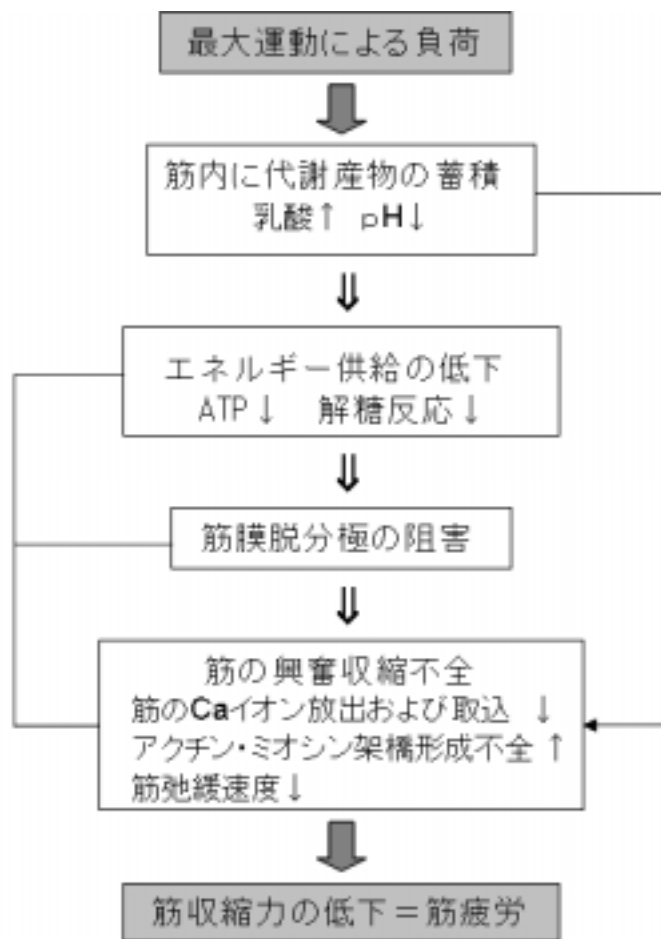 最大運動による負荷
筋内に代謝産物の蓄積
乳酸↑ pH↓
エネルギー供給の低下
ATP↓ 解糖反応↓
筋膜脱分極の阻害
筋の興奮収縮不全
筋のCaイオン放出および取込 ↓
アクチン・ミオシン架橋形成不全 ↑
筋弛緩速度↓
筋収縮力の低下＝筋疲労